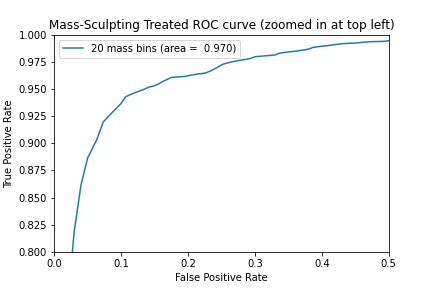 Mass-Sculpting Treated ROC curve (zoomed in at top left)
1.000
0.975
0.950
0.925
0.900
0.875
0.850
0.825
0.800
True Positive Rate
20 mass bins (area =  0.970)
0.0 0.1 0.2 0.3 0.4 0.5
False Positive Rate